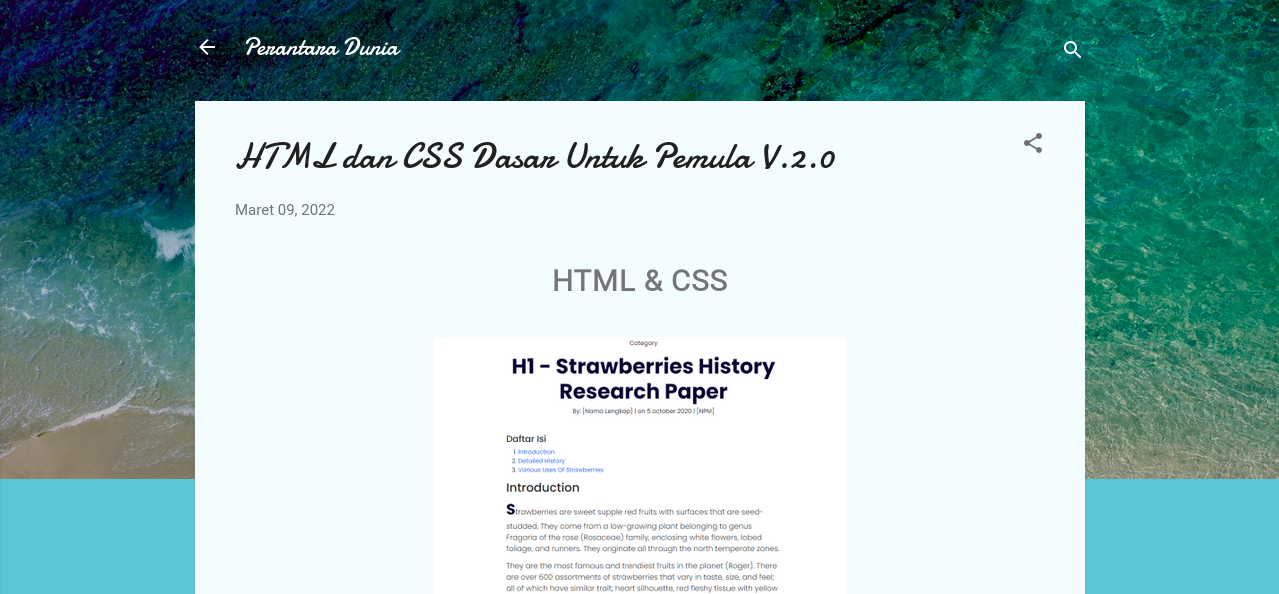 Perantara Dunia
HTML dan CSS Dasar Untuk Pemula V.2.0
Maret 09, 2022
HTML & CSS
Category
H1 - Strawberries History
Research Paper
By: [Nama Lengkap] | on 5 october 2020 | [NPM]
Daftar Isi
1. Introduction
2. Detailed History
3. Various Uses Of Strawberries
Introduction
Strawberries are sweet supple red fruits with surfaces that are seed-
studded. They come from a low-growing plant belonging to genus
Fragaria of the rose (Rosaceae) family, enclosing white flowers, lobed
foliage, and runners. They originate all through the north temperate zones.
They are the most famous and trendiest fruits in the planet (Roger). There
are over 600 assortments of strawberries that vary in taste, size, and feel;
all of which have similar trait; heart silhouette, red fleshy tissue with yellow